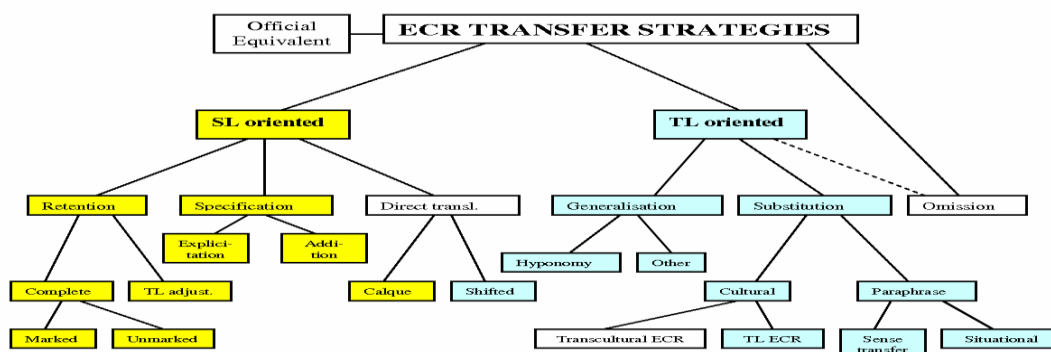 Official
Equivalent
ECR TRANSFER STRATEGIES
SL oriented
TL oriented
Retention
Specification
Direct transl.
Generalisation
Substitution
Omission
Explici-
tation
Addi-
tion
Hyponomy
Other
Complete
TL adjust.
Calque
Shifted
Cultural
Paraphrase
Marked
Unmarked
Transcultural ECR
TL ECR
Sense
transfer
Situational